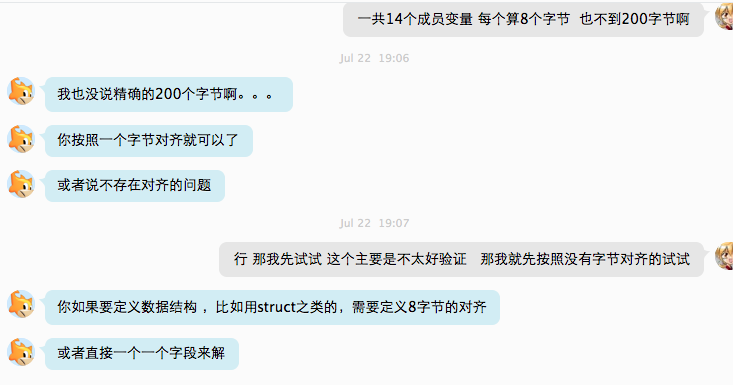 一共14个成员变量 每个算8个字节 也不到200字节啊
Jul 22 19:06
我也没说精确的200个字节啊。。。
你按照一个字节对齐就可以了
或者说不存在对齐的问题
Jul 22 19:07
行 那我先试试 这个主要是不太好验证 那我就先按照没有字节对齐的试试
你如果要定义数据结构 ，比如用struct之类的，需要定义8字节的对齐
或者直接一个一个字段来解